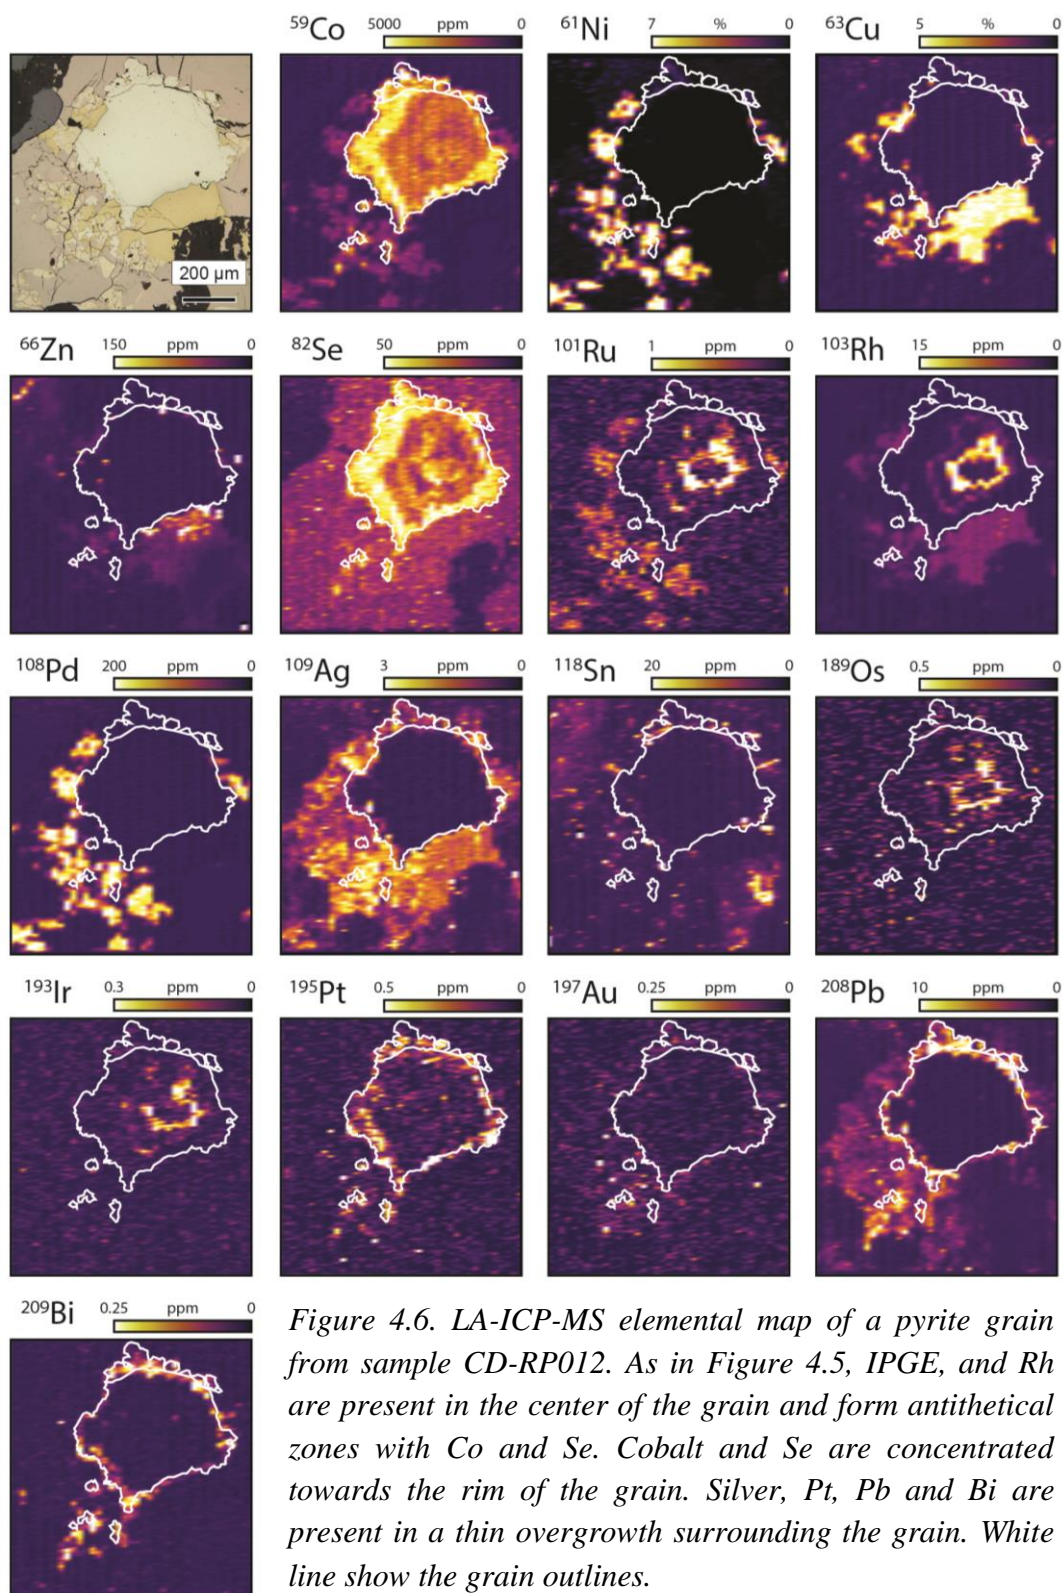 ⁵⁹Co 5000 ppm 0
⁶¹Ni 7 % 0
⁶³Cu 5 % 0
200 µm
⁶⁶Zn 150 ppm 0
⁸²Se 50 ppm 0
¹⁰¹Ru 1 ppm 0
¹⁰³Rh 15 ppm 0
¹⁰⁸Pd 200 ppm 0
¹⁰⁹Ag 3 ppm 0
¹¹⁸Sn 20 ppm 0
¹⁸⁹Os 0.5 ppm 0
¹⁹³Ir 0.3 ppm 0
¹⁹⁵Pt 0.5 ppm 0
¹⁹⁷Au 0.25 ppm 0
²⁰⁸Pb 10 ppm 0
²⁰⁹Bi 0.25 ppm 0
Figure 4.6. LA-ICP-MS elemental map of a pyrite grain
from sample CD-RP012. As in Figure 4.5, IPGE, and Rh
are present in the center of the grain and form antithetical
zones with Co and Se. Cobalt and Se are concentrated
towards the rim of the grain. Silver, Pt, Pb and Bi are
present in a thin overgrowth surrounding the grain. White
line show the grain outlines.